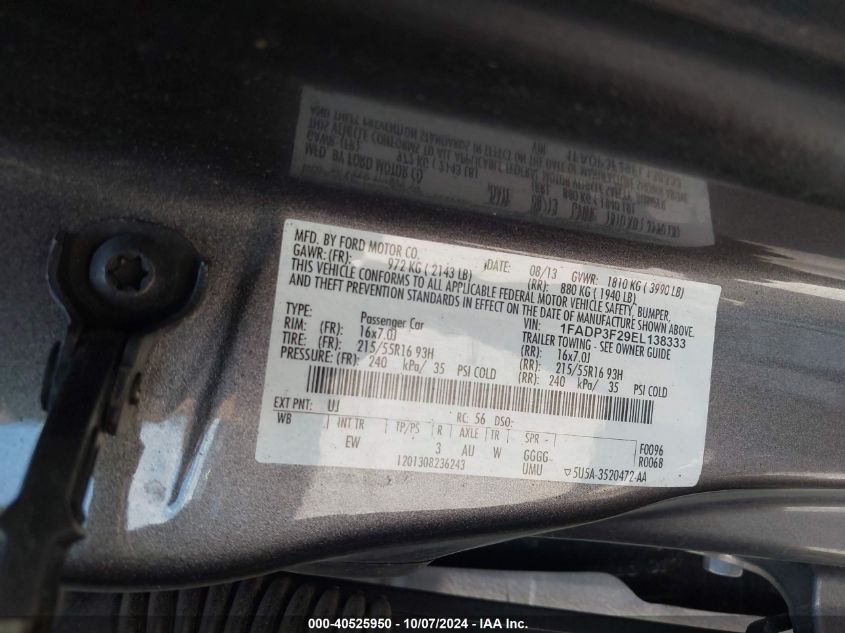 MFD. BY FORD MOTOR CO. DATE: 08/13 GVWR: 1810 KG ( 3990 LB)
GAWR: (FR): 972 KG ( 2143 LB) (RR): 880 KG ( 1940 LB)
THIS VEHICLE CONFORMS TO ALL APPLICABLE FEDERAL MOTOR VEHICLE SAFETY, BUMPER,
AND THEFT PREVENTION STANDARDS IN EFFECT ON THE DATE OF MANUFACTURE SHOWN ABOVE.
VIN: 1FADP3F29EL138333
TYPE: Passenger Car TRAILER TOWING - SEE OWNER GUIDE
RIM: (FR): 16x7.0J (RR): 16x7.0J
TIRE: (FR): 215/55R16 93H (RR): 215/55R16 93H
PRESSURE: (FR): 240 kPa/ 35 PSI COLD (RR): 240 kPa/ 35 PSI COLD
EXT PNT: UJ RC: 56 DSO:
WB INT TR TP/PS R AXLE TR SPR - F0096
EW 3 AU W GGGG- R0068
1201308236243 UMU ▽5U5A-3520472-AA
000-40525950 - 10/07/2024 - IAA Inc.